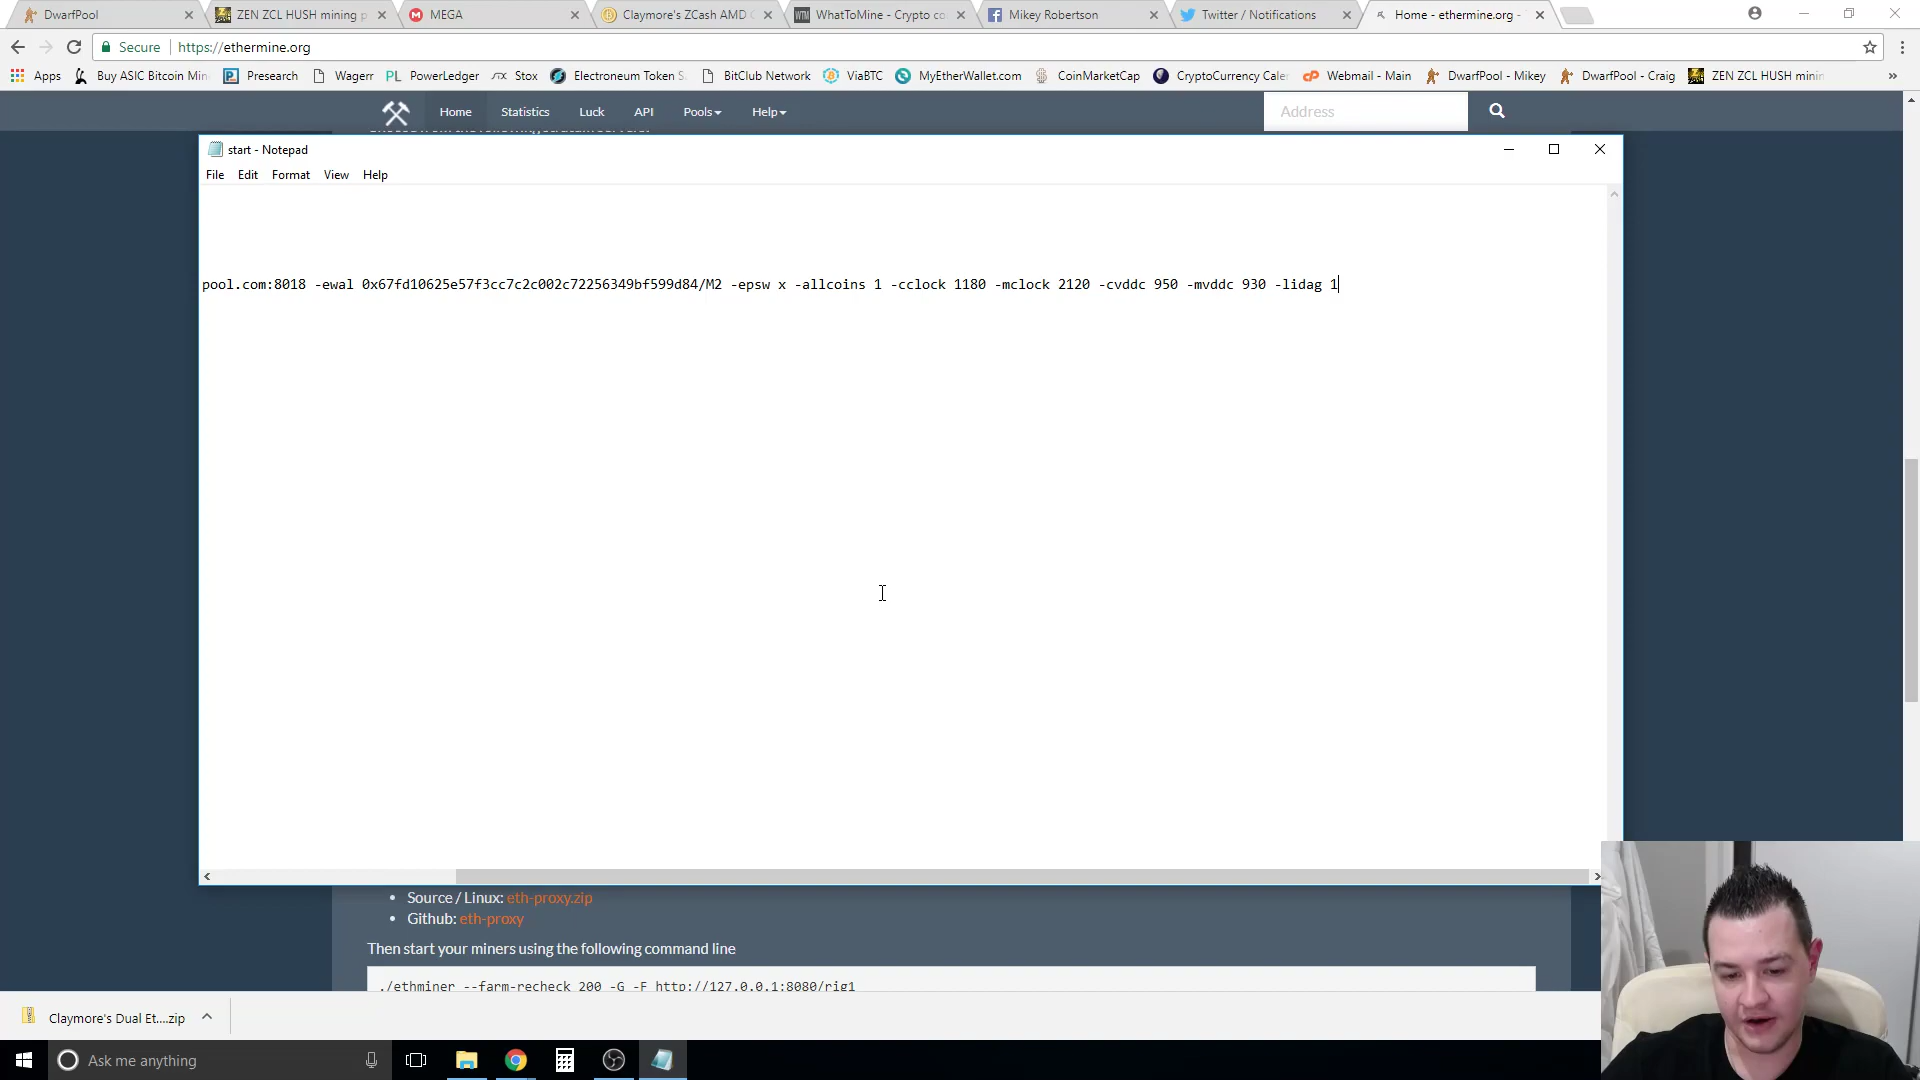 DwarfPool
ZEN ZCL HUSH mining p
MEGA
Claymore's ZCash AMD G
WhatToMine - Crypto co
Mikey Robertson
Twitter / Notifications
Home - ethermine.org -
Secure
https://ethermine.org
Apps
Buy ASIC Bitcoin Min
Presearch
Wagerr
PowerLedger
Stox
Electroneum Token S
BitClub Network
ViaBTC
MyEtherWallet.com
CoinMarketCap
CryptoCurrency Caler
Webmail - Main
DwarfPool - Mikey
DwarfPool - Craig
ZEN ZCL HUSH minin
Home
Statistics
Luck
API
Pools
Help
Address
start - Notepad
File
Edit
Format
View
Help
pool.com:8018 -ewal 0x67fd10625e57f3cc7c2c002c72256349bf599d84/M2 -epsw x -allcoins 1 -cclock 1180 -mclock 2120 -cvddc 950 -mvddc 930 -lidag 1
Source / Linux: eth-proxy.zip
Github: eth-proxy
Then start your miners using the following command line
./ethminer --farm-recheck 200 -G -F http://127.0.0.1:8080/rig1
Claymore's Dual Et....zip
Ask me anything